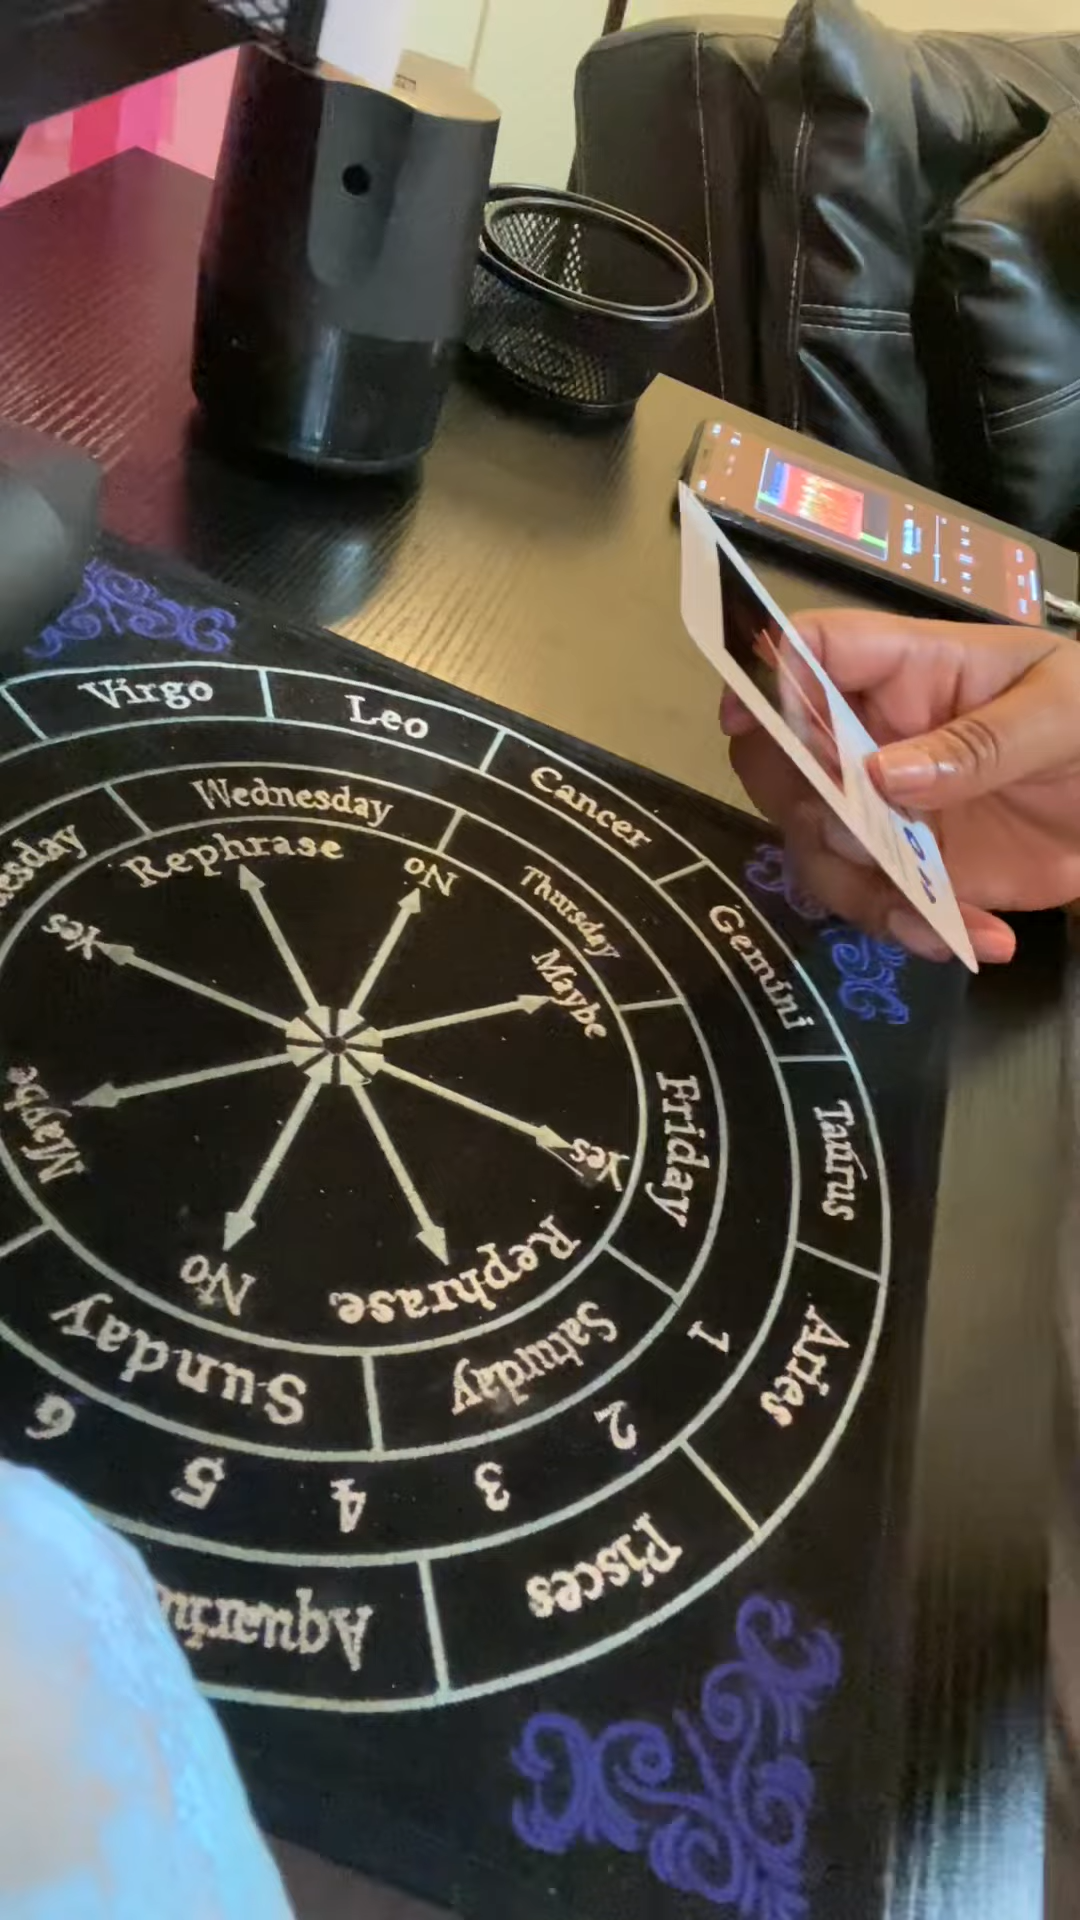 Virgo
Leo
Cancer
Gemini
Taurus
Aries
Pisces
Wednesday
Thursday
Friday
Saturday
Sunday
Rephrase
No
Maybe
Yes
Rephrase
No
Maybe
Yes
1
2
3
4
5
6